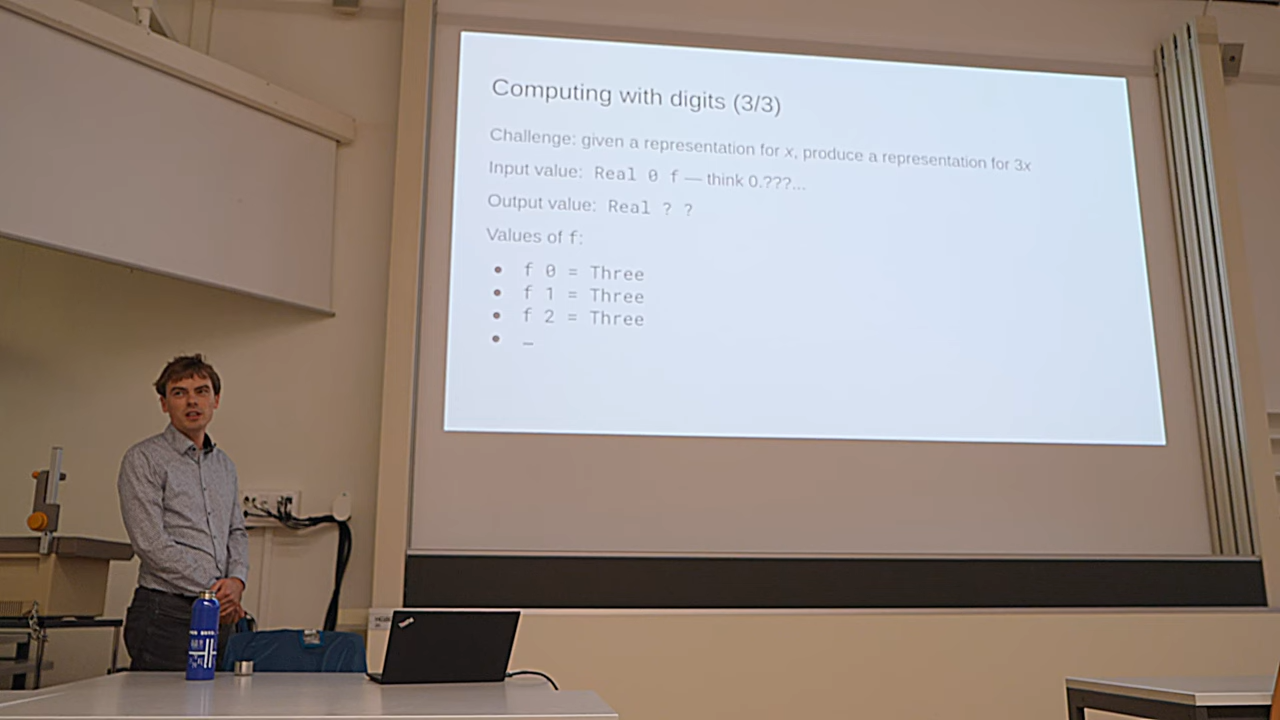 Computing with digits (3/3)
Challenge: given a representation for x, produce a representation for 3x
Input value: Real 0 f — think 0.???...
Output value: Real ? ?
Values of f:
• f 0 = Three
• f 1 = Three
• f 2 = Three
• …